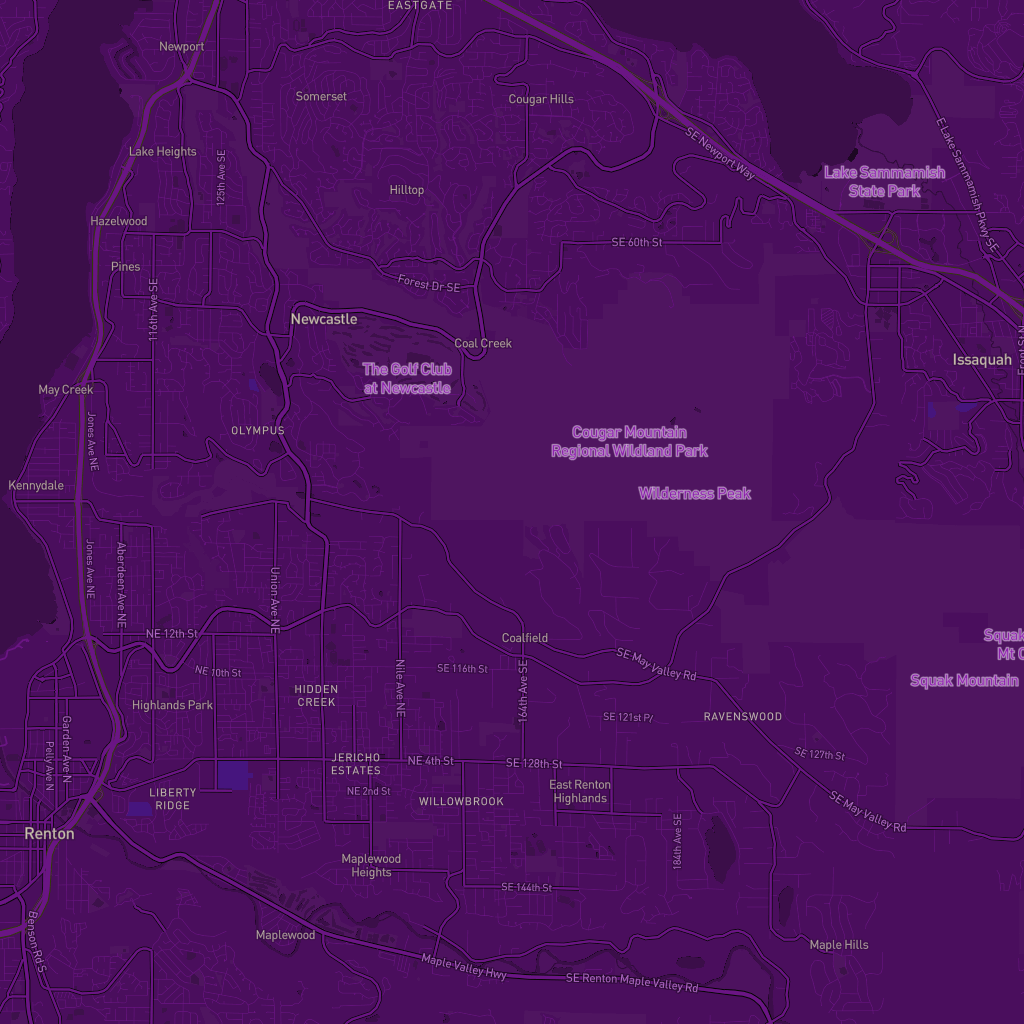 EASTGATE
Newport
Somerset
Cougar Hills
SE Newport Way
E Lake Sammamish Pkwy SE
Lake Heights
125th Ave SE
Lake Sammamish
State Park
Hilltop
Hazelwood
SE 60th St
Pines
116th Ave SE
Forest Dr SE
Newcastle
Coal Creek
Front St N
Issaquah
The Golf Club
at Newcastle
May Creek
Jones Ave NE
OLYMPUS
Cougar Mountain
Regional Wildland Park
Kennydale
Wilderness Peak
Jones Ave NE
Aberdeen Ave NE
Union Ave NE
NE 12th St
Coalfield
Squak
Mt C
SE May Valley Rd
NE 10th St
SE 116th St
Nile Ave NE
164th Ave SE
Squak Mountain
HIDDEN
CREEK
Highlands Park
SE 121st Pl
RAVENSWOOD
Garden Ave N
Pelly Ave N
JERICHO
ESTATES
NE 4th St
SE 128th St
SE 127th St
LIBERTY
RIDGE
NE 2nd St
WILLOWBROOK
East Renton
Highlands
SE May Valley Rd
Renton
184th Ave SE
Maplewood
Heights
SE 144th St
Benson Rd S
Maplewood
Maple Hills
Maple Valley Hwy
SE Renton Maple Valley Rd